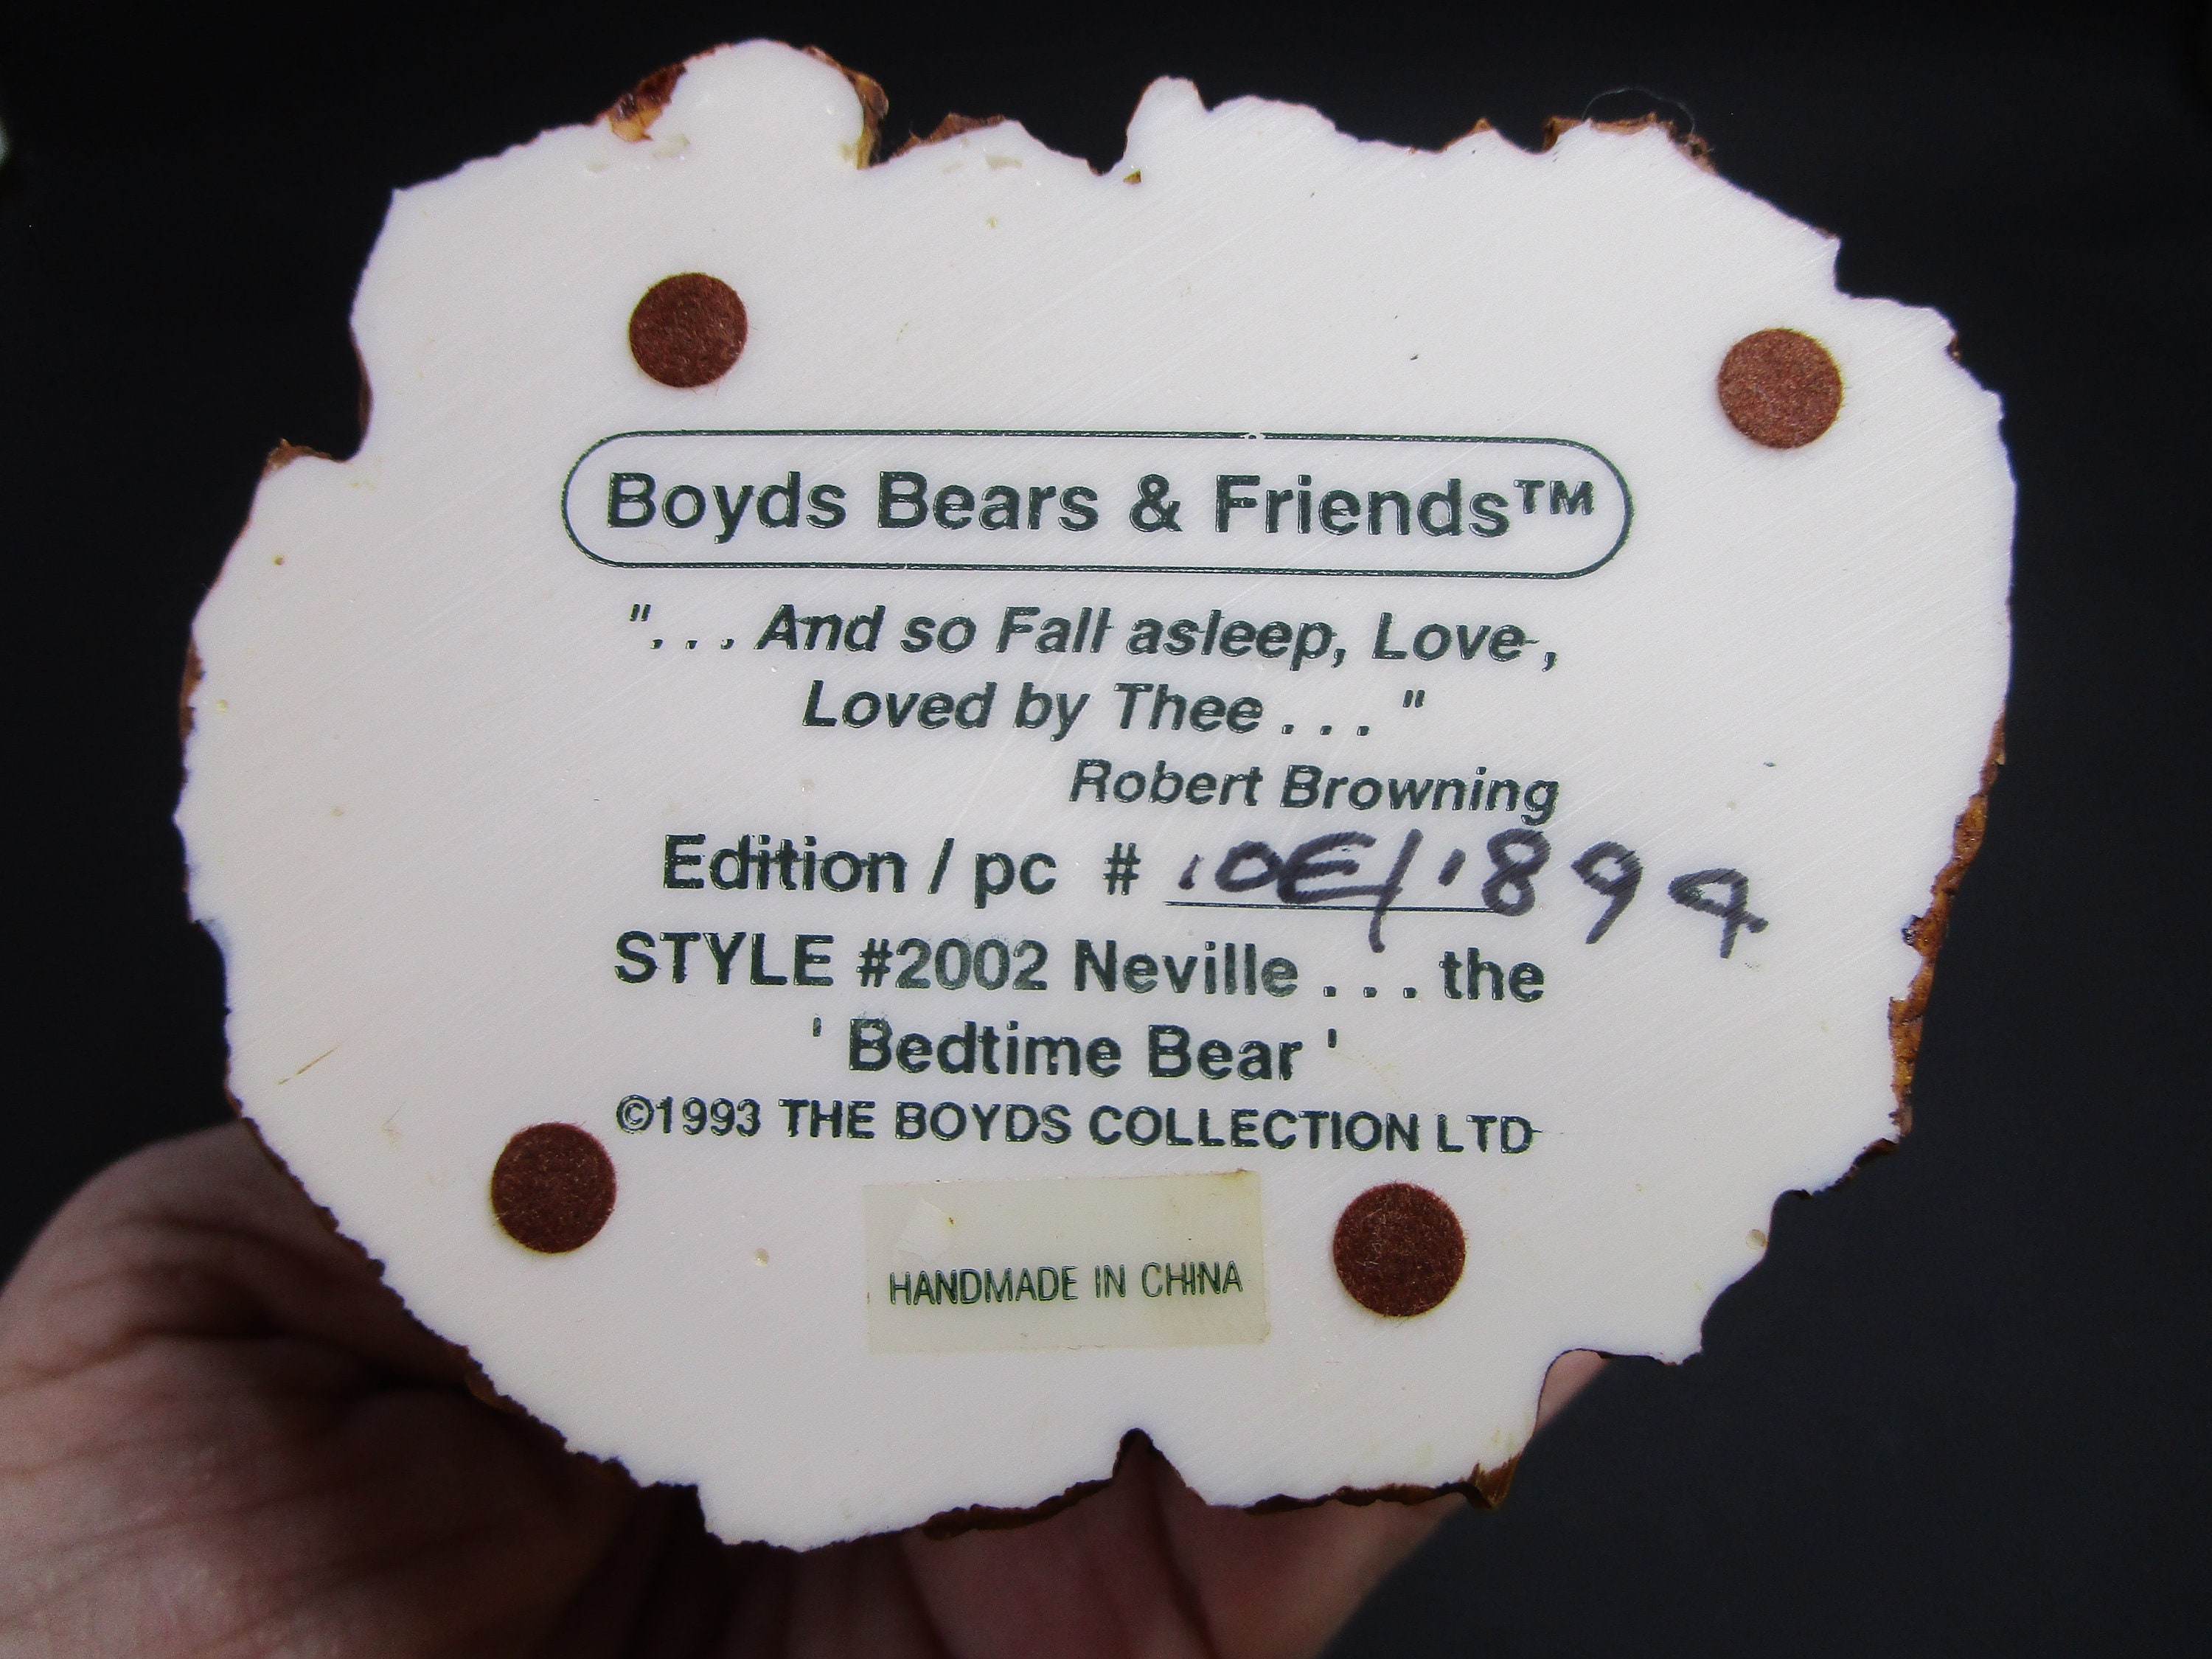 Boyds Bears & Friends™
". . . And so Fall asleep, Love,
Loved by Thee . . . "
Robert Browning
Edition / pc # 10E/1899
STYLE #2002 Neville . . . the
' Bedtime Bear '
©1993 THE BOYDS COLLECTION LTD
HANDMADE IN CHINA